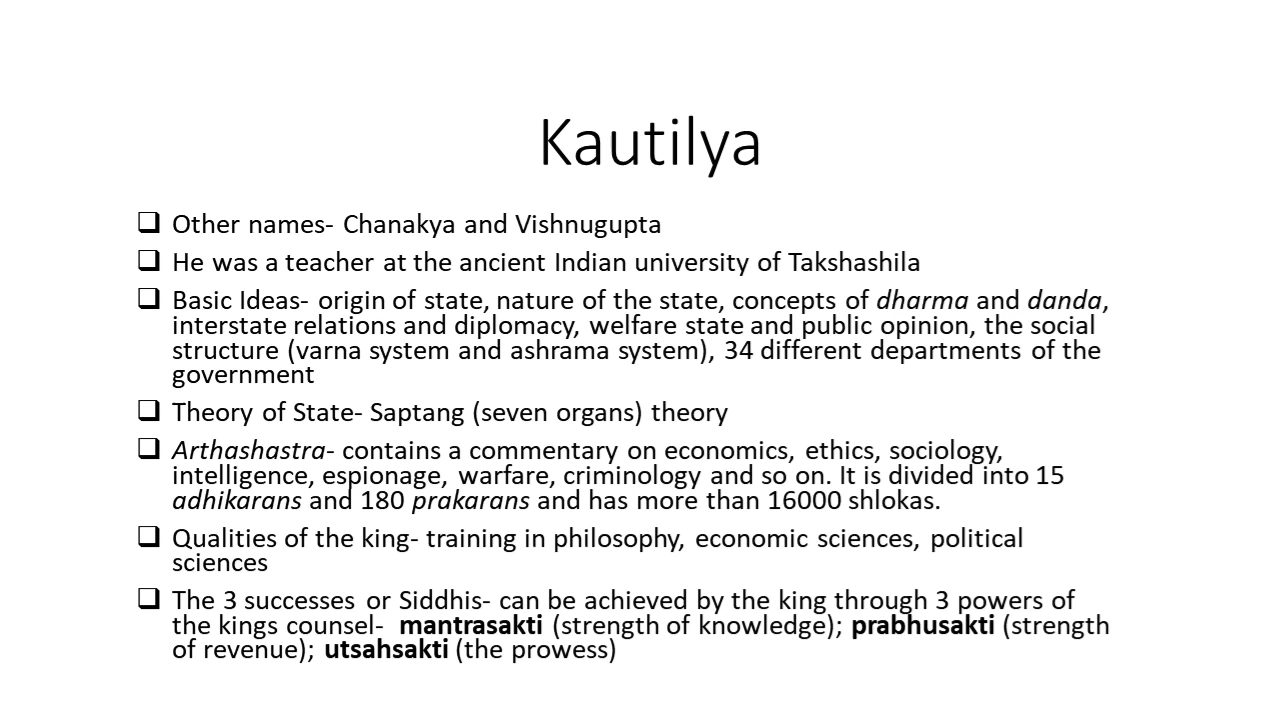 Kautilya
❑ Other names- Chanakya and Vishnugupta
❑ He was a teacher at the ancient Indian university of Takshashila
❑ Basic Ideas- origin of state, nature of the state, concepts of dharma and danda,
interstate relations and diplomacy, welfare state and public opinion, the social
structure (varna system and ashrama system), 34 different departments of the
government
❑ Theory of State- Saptang (seven organs) theory
❑ Arthashastra- contains a commentary on economics, ethics, sociology,
intelligence, espionage, warfare, criminology and so on. It is divided into 15
adhikarans and 180 prakarans and has more than 16000 shlokas.
❑ Qualities of the king- training in philosophy, economic sciences, political
sciences
❑ The 3 successes or Siddhis- can be achieved by the king through 3 powers of
the kings counsel- mantrasakti (strength of knowledge); prabhusakti (strength
of revenue); utsahsakti (the prowess)